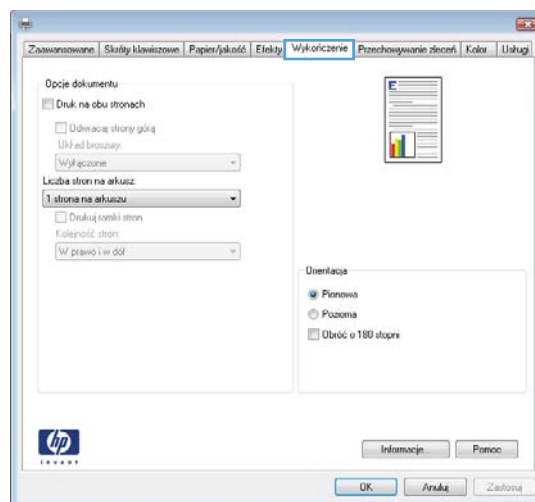 Zaawansowane Skróty klawiszowe Papier/jakość Efekty Wykończenie Przechowywanie zleceń Kolor Usługi
Opcje dokumentu
Druk na obu stronach
Odwracaj strony górą
Układ broszury:
Wyłączone
Liczba stron na arkusz:
1 strona na arkuszu
Drukuj ramki stron
Kolejność stron:
W prawo i w dół
E
Orientacja
Pionowa
Pozioma
Obróć o 180 stopni
hp
invent
Informacje... Pomoc
OK Anuluj Zastosuj